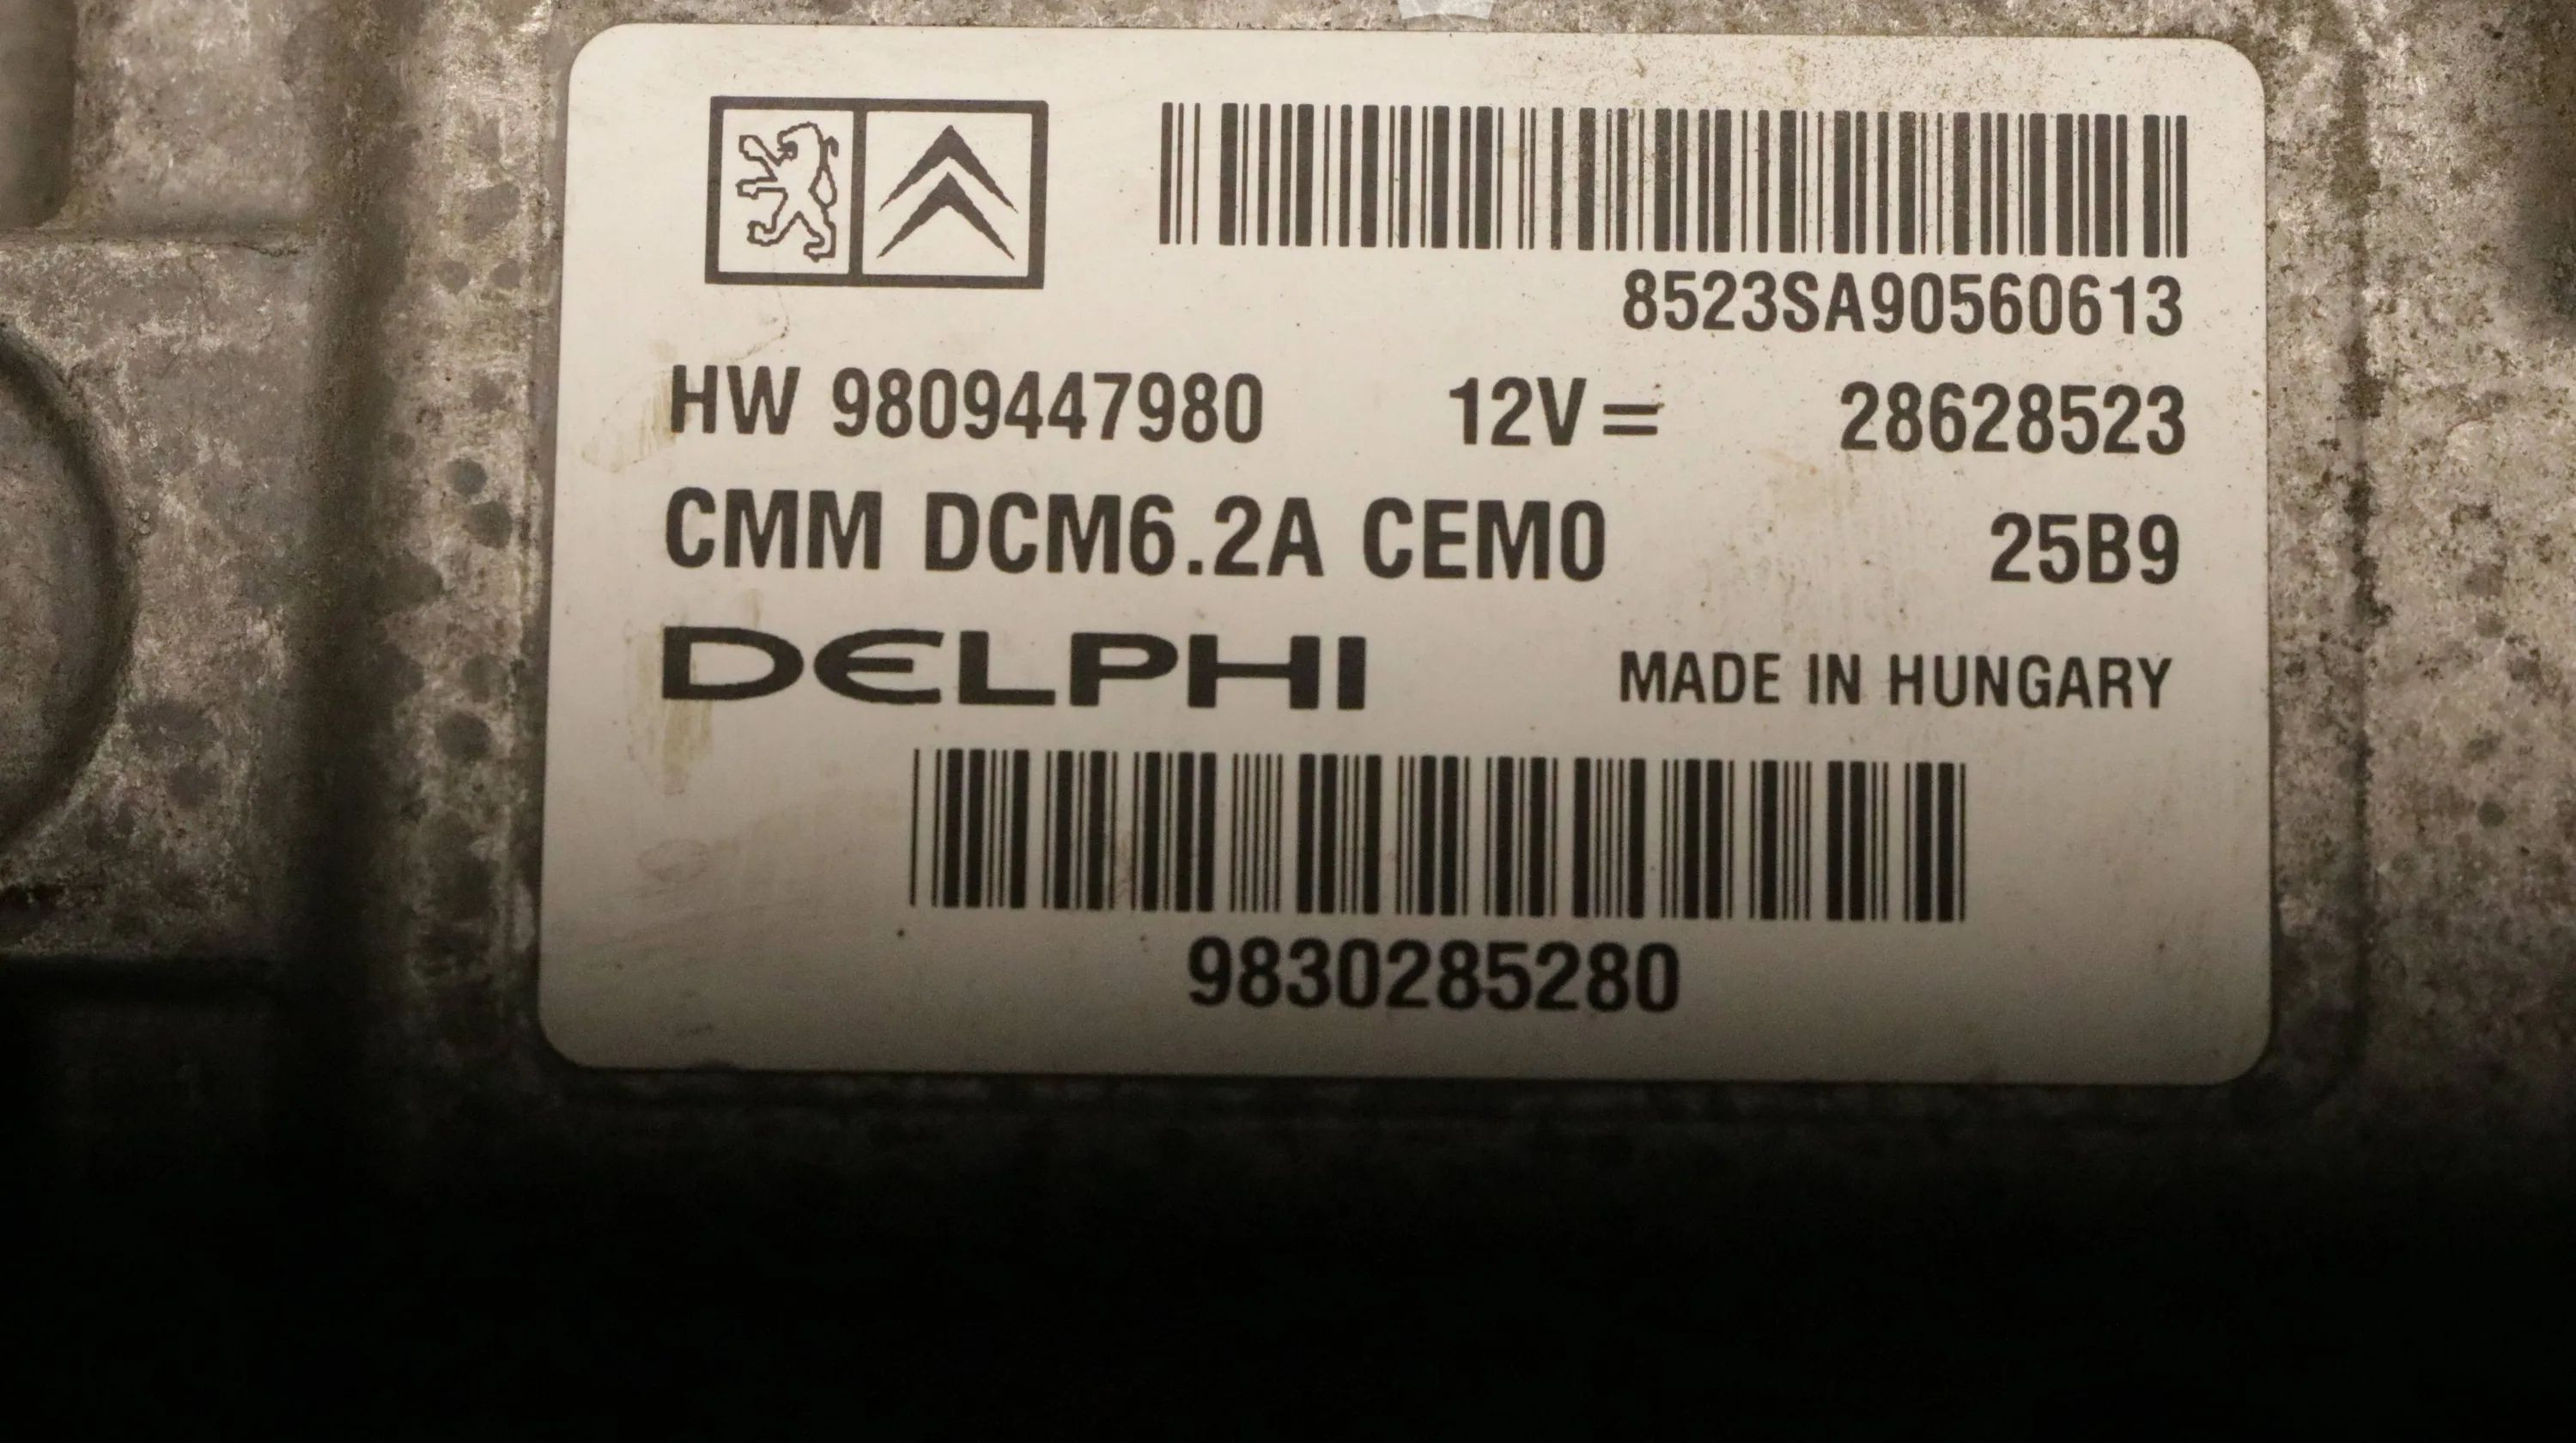 8523SA90560613
HW 9809447980 12V= 28628523
CMM DCM6.2A CEM0 25B9
DELPHI MADE IN HUNGARY
9830285280